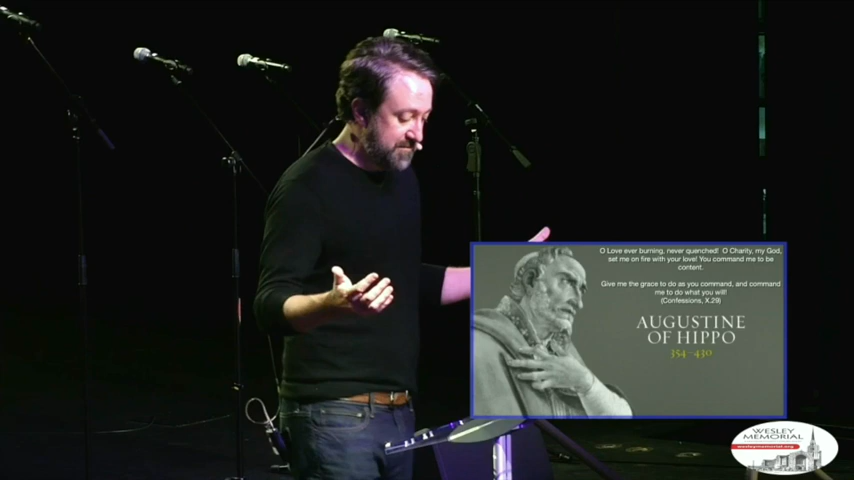 O Love ever burning, never quenched! O Charity, my God,
set me on fire with your love! You command me to be
content.
Give me the grace to do as you command, and command
me to do what you will!
(Confessions, X.29)
AUGUSTINE
OF HIPPO
354-430
WESLEY
MEMORIAL
wesleymemorial.org